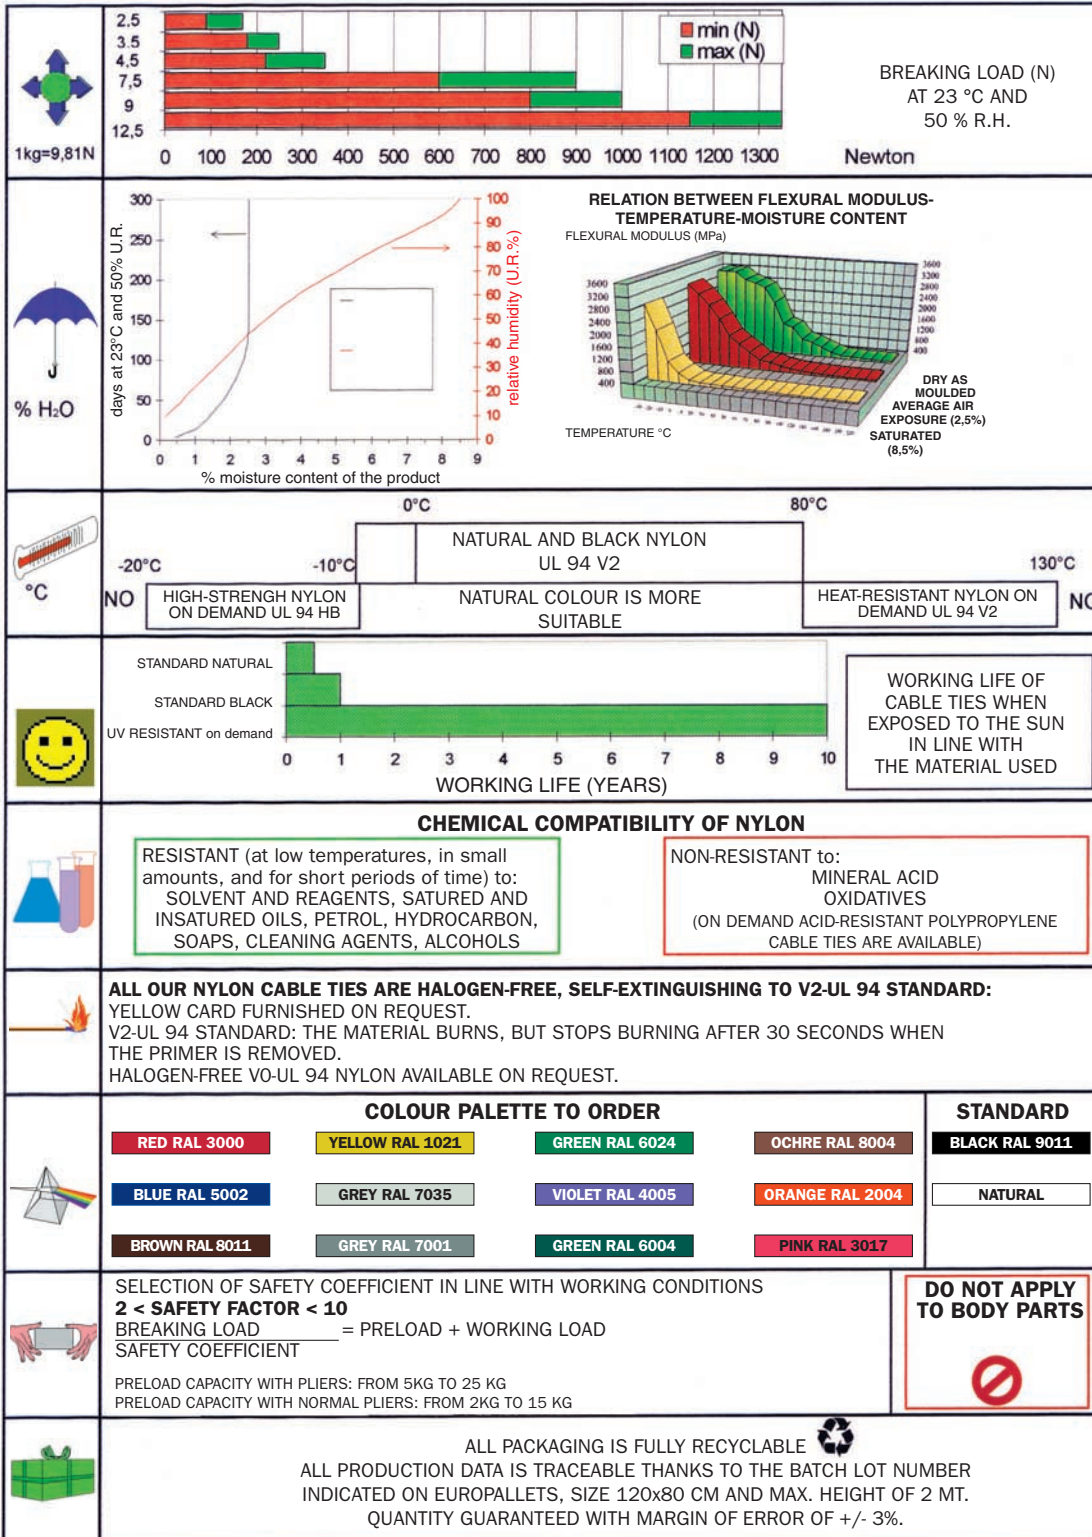 2,5
3.5
4,5
7,5
9
12,5
min (N)
max (N)
0 100 200 300 400 500 600 700 800 900 1000 1100 1200 1300
Newton
1kg=9,81N
BREAKING LOAD (N)
AT 23 °C AND
50 % R.H.
% H2O
days at 23°C and 50% U.R.
300
250
200
150
100
50
0
0 1 2 3 4 5 6 7 8 9
% moisture content of the product
100
90
80
70
60
50
40
30
20
10
0
relative humidity (U.R.%)
RELATION BETWEEN FLEXURAL MODULUS-
TEMPERATURE-MOISTURE CONTENT
FLEXURAL MODULUS (MPa)
3600
3200
2800
2400
2000
1600
1200
800
400
3600
3200
2800
2400
2000
1600
1200
800
400
TEMPERATURE °C
DRY AS
MOULDED
AVERAGE AIR
EXPOSURE (2,5%)
SATURATED
(8,5%)
°C
0°C 80°C
NATURAL AND BLACK NYLON
UL 94 V2
-20°C -10°C 130°C
NO
HIGH-STRENGH NYLON
ON DEMAND UL 94 HB
NATURAL COLOUR IS MORE
SUITABLE
HEAT-RESISTANT NYLON ON
DEMAND UL 94 V2
NO
STANDARD NATURAL
STANDARD BLACK
UV RESISTANT on demand
0 1 2 3 4 5 6 7 8 9 10
WORKING LIFE (YEARS)
WORKING LIFE OF
CABLE TIES WHEN
EXPOSED TO THE SUN
IN LINE WITH
THE MATERIAL USED
CHEMICAL COMPATIBILITY OF NYLON
RESISTANT (at low temperatures, in small
amounts, and for short periods of time) to:
SOLVENT AND REAGENTS, SATURED AND
INSATURED OILS, PETROL, HYDROCARBON,
SOAPS, CLEANING AGENTS, ALCOHOLS
NON-RESISTANT to:
MINERAL ACID
OXIDATIVES
(ON DEMAND ACID-RESISTANT POLYPROPYLENE
CABLE TIES ARE AVAILABLE)
ALL OUR NYLON CABLE TIES ARE HALOGEN-FREE, SELF-EXTINGUISHING TO V2-UL 94 STANDARD:
YELLOW CARD FURNISHED ON REQUEST.
V2-UL 94 STANDARD: THE MATERIAL BURNS, BUT STOPS BURNING AFTER 30 SECONDS WHEN
THE PRIMER IS REMOVED.
HALOGEN-FREE V0-UL 94 NYLON AVAILABLE ON REQUEST.
COLOUR PALETTE TO ORDER
STANDARD
RED RAL 3000
YELLOW RAL 1021
GREEN RAL 6024
OCHRE RAL 8004
BLACK RAL 9011
BLUE RAL 5002
GREY RAL 7035
VIOLET RAL 4005
ORANGE RAL 2004
NATURAL
BROWN RAL 8011
GREY RAL 7001
GREEN RAL 6004
PINK RAL 3017
SELECTION OF SAFETY COEFFICIENT IN LINE WITH WORKING CONDITIONS
2 < SAFETY FACTOR < 10
BREAKING LOAD = PRELOAD + WORKING LOAD
SAFETY COEFFICIENT
PRELOAD CAPACITY WITH PLIERS: FROM 5KG TO 25 KG
PRELOAD CAPACITY WITH NORMAL PLIERS: FROM 2KG TO 15 KG
DO NOT APPLY
TO BODY PARTS
ALL PACKAGING IS FULLY RECYCLABLE
ALL PRODUCTION DATA IS TRACEABLE THANKS TO THE BATCH LOT NUMBER
INDICATED ON EUROPALLETS, SIZE 120x80 CM AND MAX. HEIGHT OF 2 MT.
QUANTITY GUARANTEED WITH MARGIN OF ERROR OF +/- 3%.